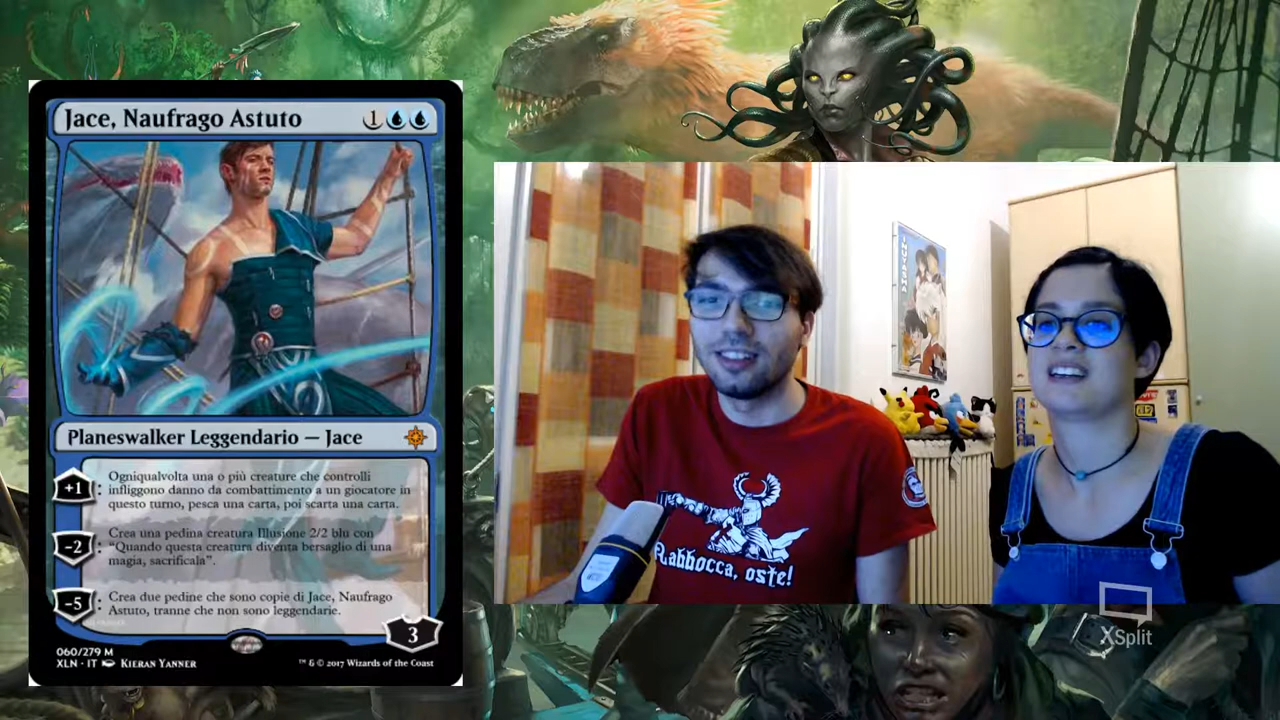 Jace, Naufrago Astuto
1
Planeswalker Leggendario — Jace
+1: Ogniqualvolta una o più creature che controlli
infliggono danno da combattimento a un giocatore in
questo turno, pesca una carta, poi scarta una carta.
-2: Crea una pedina creatura Illusione 2/2 blu con
“Quando questa creatura diventa bersaglio di una
magia, sacrificala”.
-5: Crea due pedine che sono copie di Jace, Naufrago
Astuto, tranne che non sono leggendarie.
3
060/279 M
XLN • IT KIERAN YANNER
™ & © 2017 Wizards of the Coast
INUYASHA
Rabbocca, oste!
XSplit